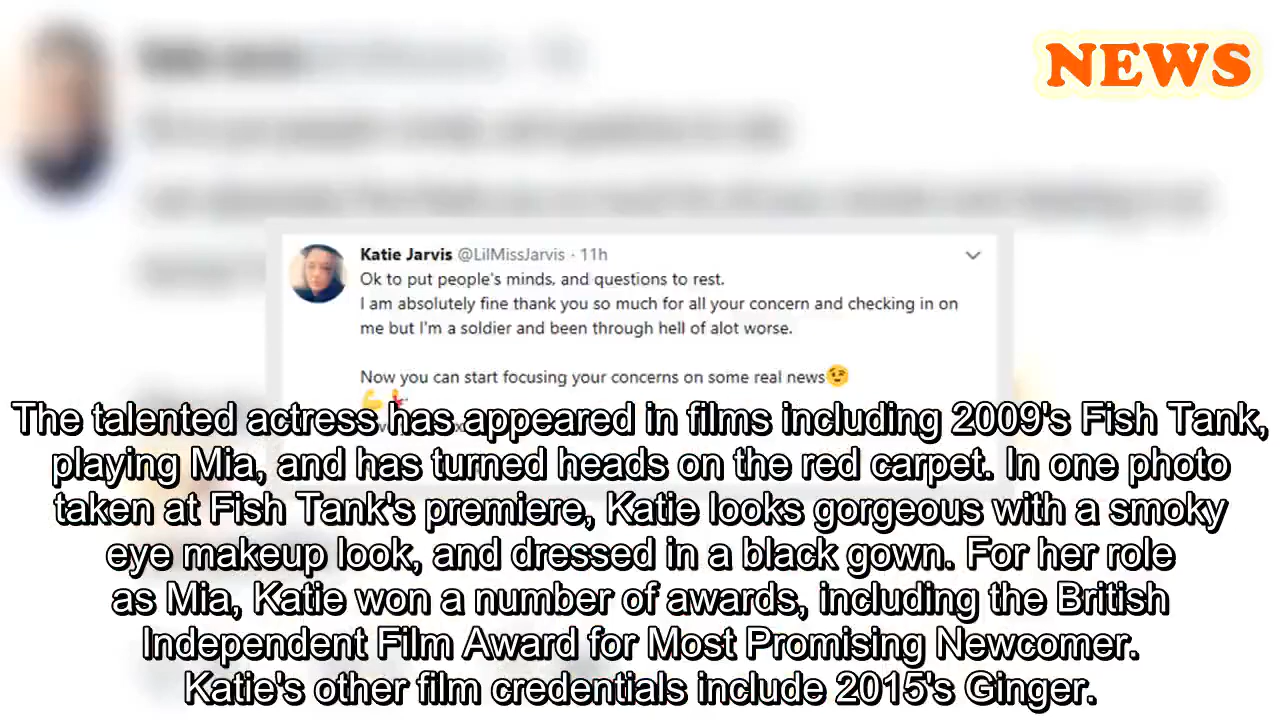 NEWS
Katie Jarvis @LilMissJarvis · 11h
Ok to put people's minds, and questions to rest.
I am absolutely fine thank you so much for all your concern and checking in on
me but I'm a soldier and been through hell of alot worse.
Now you can start focusing your concerns on some real news😉
The talented actress has appeared in films including 2009's Fish Tank,
playing Mia, and has turned heads on the red carpet. In one photo
taken at Fish Tank's premiere, Katie looks gorgeous with a smoky
eye makeup look, and dressed in a black gown. For her role
as Mia, Katie won a number of awards, including the British
Independent Film Award for Most Promising Newcomer.
Katie's other film credentials include 2015's Ginger.